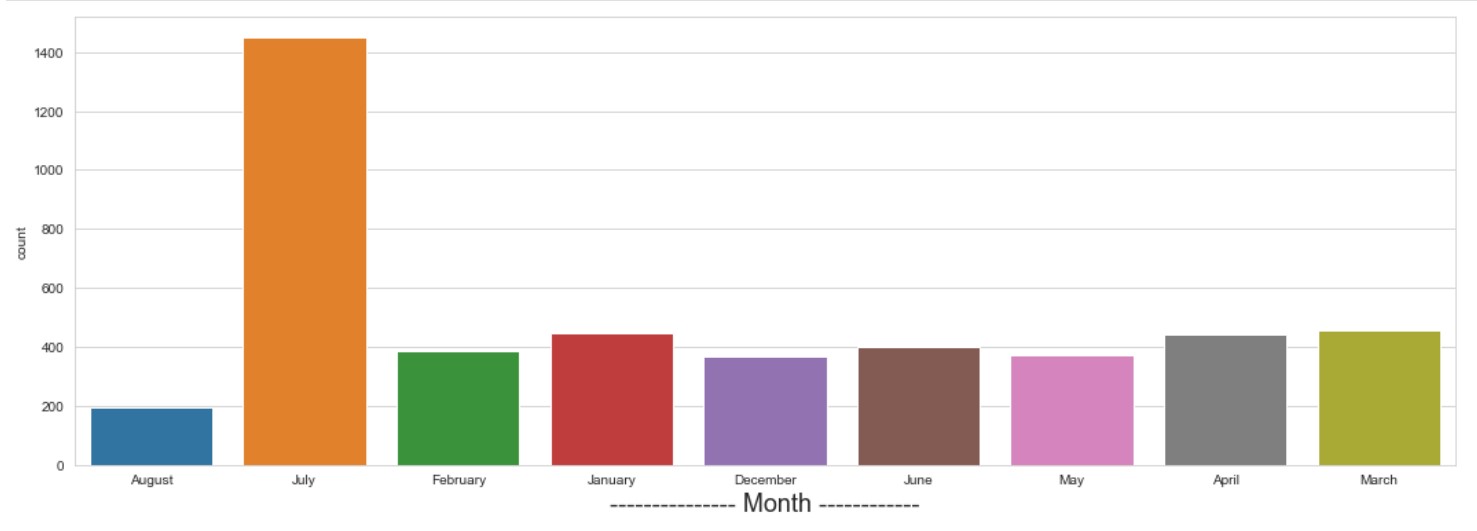 1400
1200
1000
800
600
400
200
0
count
August July February January December June May April March
--------------- Month ------------